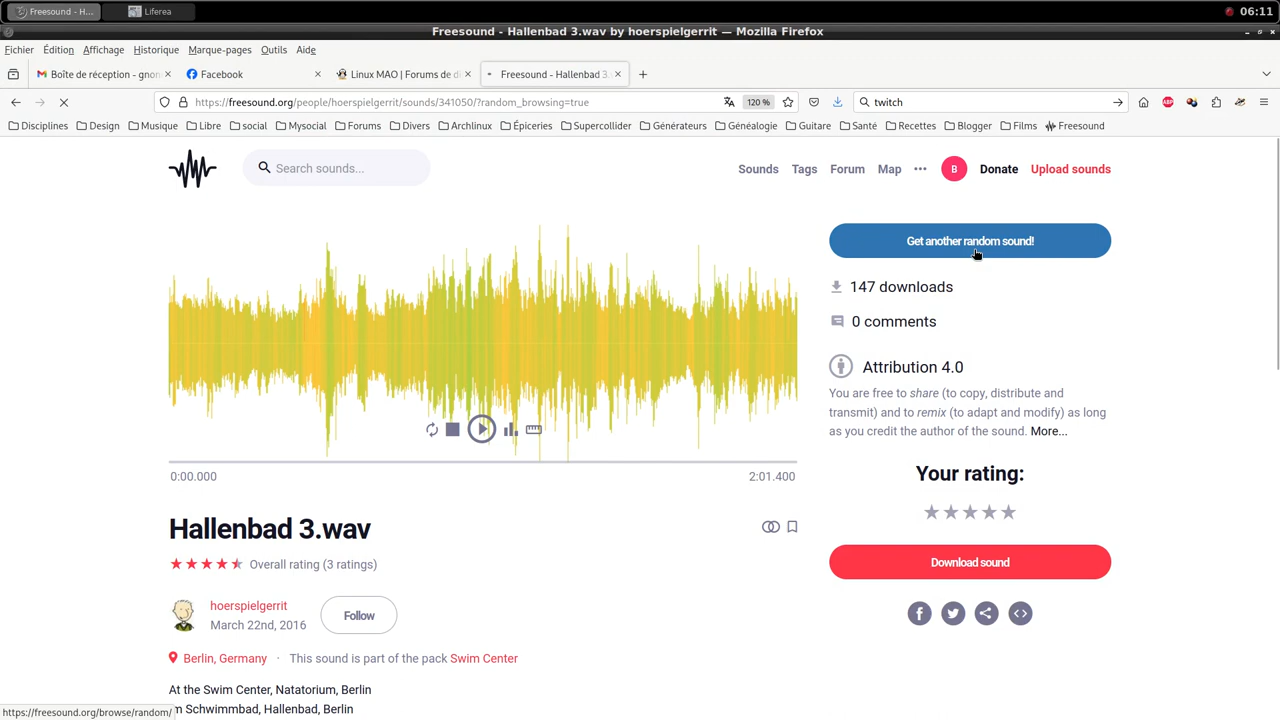 Freesound - H...
Liferea
06:11
Freesound - Hallenbad 3.wav by hoerspielgerrit — Mozilla Firefox
Fichier Édition Affichage Historique Marque-pages Outils Aide
Boîte de réception - gnom
Facebook
Linux MAO | Forums de d
Freesound - Hallenbad 3.
https://freesound.org/people/hoerspielgerrit/sounds/341050/?random_browsing=true
120 %
twitch
Disciplines Design Musique Libre social Mysocial Forums Divers Archlinux Épiceries Supercollider Générateurs Généalogie Guitare Santé Recettes Blogger Films Freesound
Search sounds...
Sounds Tags Forum Map B Donate Upload sounds
Get another random sound!
147 downloads
0 comments
Attribution 4.0
You are free to share (to copy, distribute and
transmit) and to remix (to adapt and modify) as long
as you credit the author of the sound. More...
0:00.000
2:01.400
Your rating:
Download sound
Hallenbad 3.wav
Overall rating (3 ratings)
hoerspielgerrit
March 22nd, 2016
Follow
Berlin, Germany · This sound is part of the pack Swim Center
At the Swim Center, Natatorium, Berlin
m Schwimmbad, Hallenbad, Berlin
https://freesound.org/browse/random/